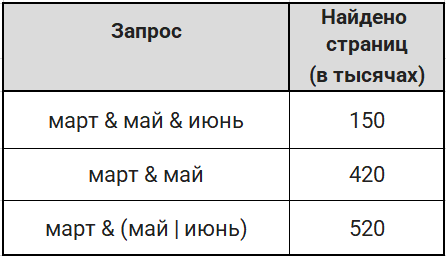 Запрос
Найдено
страниц
(в тысячах)
март & май & июнь
150
март & май
420
март & (май | июнь)
520